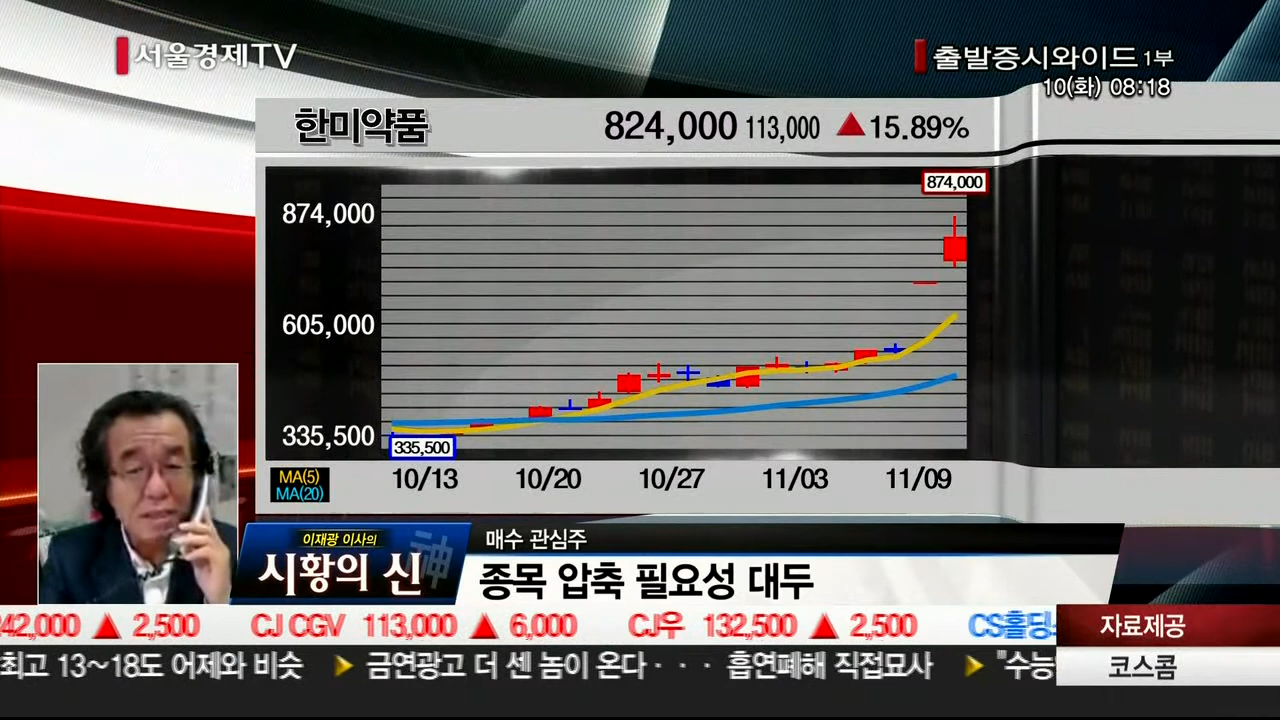 서울경제TV
출발증시와이드 1부
10(화) 08:18
한미약품 824,000 113,000 ▲ 15.89%
874,000
874,000
605,000
335,500
335,500
MA(5)
MA(20)
10/13 10/20 10/27 11/03 11/09
이재광 이사의
시황의 신
神
매수 관심주
종목 압축 필요성 대두
42,000 ▲ 2,500 CJ CGV 113,000 ▲ 6,000 CJ우 132,500 ▲ 2,500 CS홀딩
자료제공
최고 13~18도 어제와 비슷 ▶ 금연광고 더 센 놈이 온다··· 흡연폐해 직접묘사 ▶ "수능
코스콤